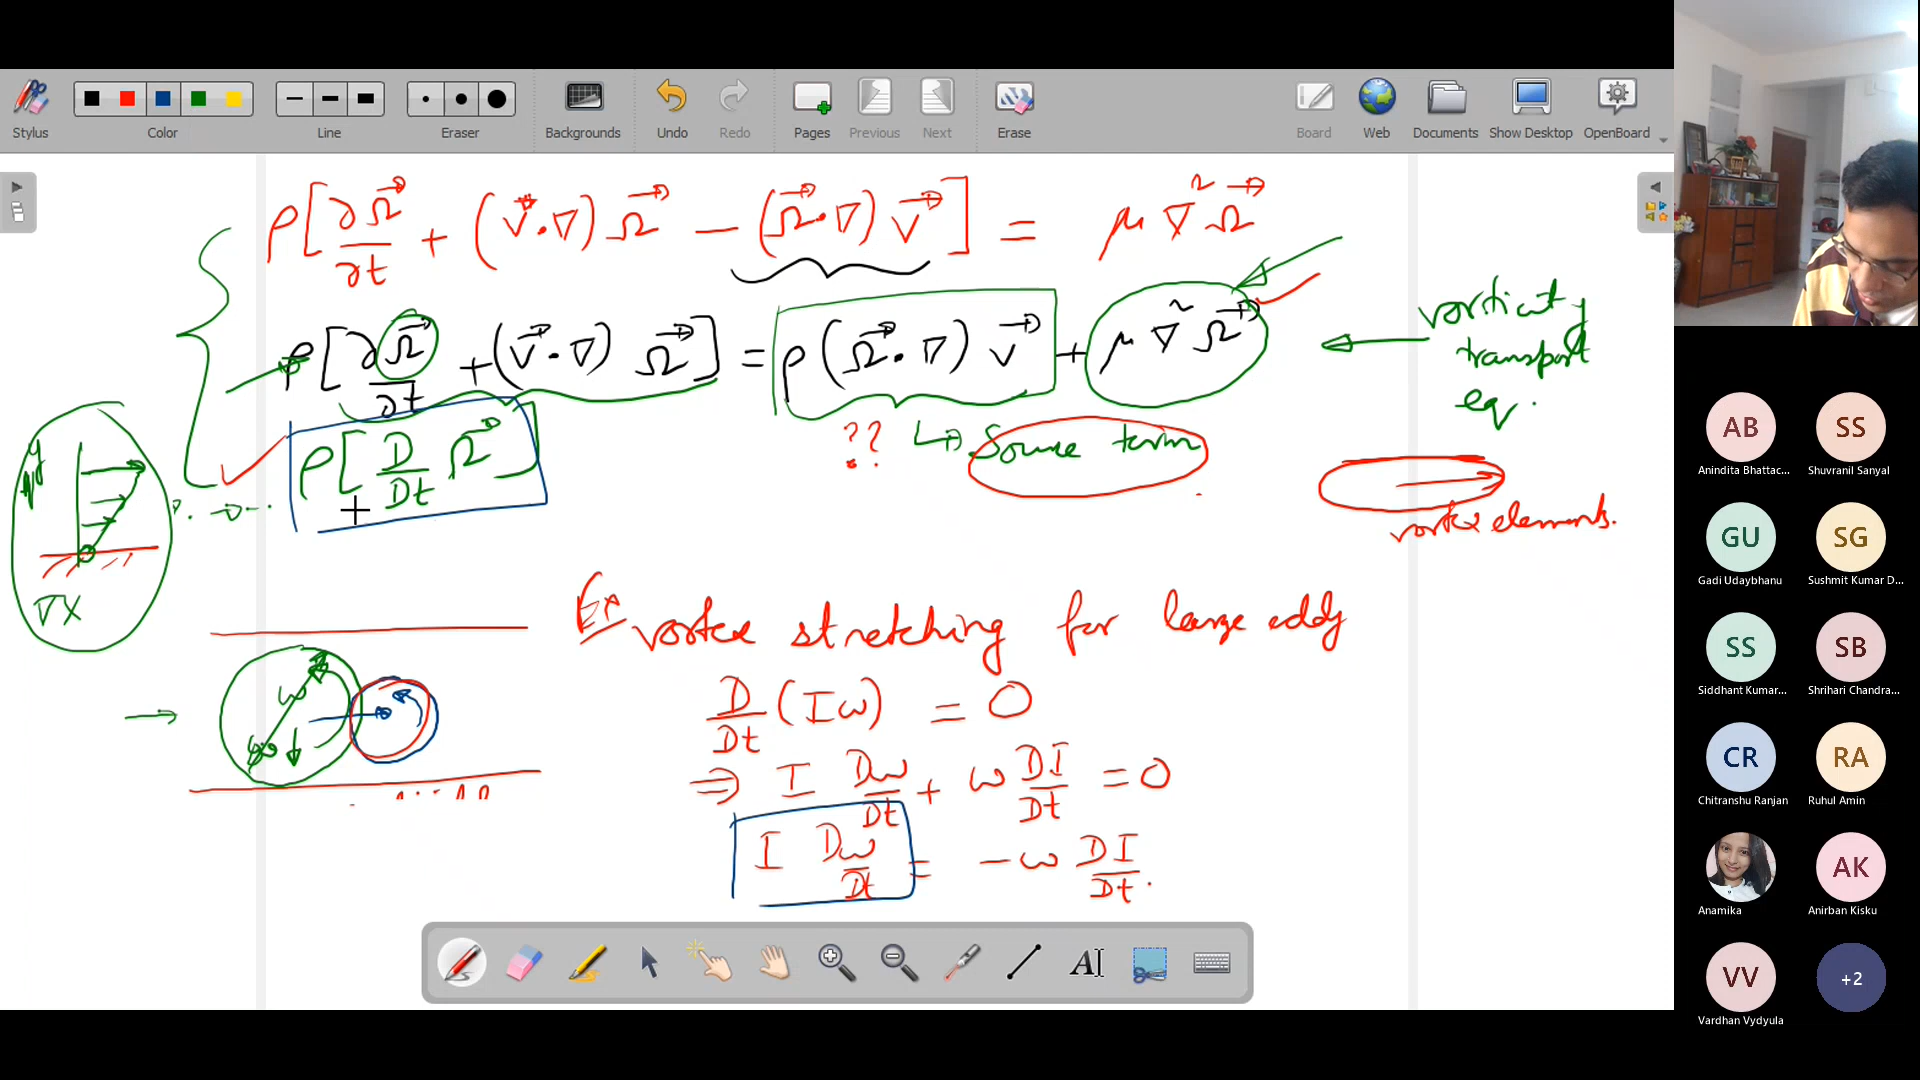 Stylus Color Line Eraser Backgrounds Undo Redo Pages Previous Next Erase Board Web Documents Show Desktop OpenBoard
ρ[∂Ω⃗/∂t + (V⃗·∇)Ω⃗ − (Ω⃗·∇)V⃗] = μ∇²Ω⃗
ρ[∂Ω⃗/∂t + (V⃗·∇)Ω⃗] = ρ(Ω⃗·∇)V⃗ + μ∇²Ω⃗
vorticity
transport
eq.
ρ[D/Dt Ω⃗]
?? ↳ Source term
vortex elements.
y
∇X
Ex vortex stretching for large eddy
D/Dt (Iω) = 0
⇒ I Dω/Dt + ω DI/Dt = 0
I Dω/Dt = −ω DI/Dt.
ω
AB SS
Anindita Bhattac... Shuvranil Sanyal
GU SG
Gadi Udaybhanu Sushmit Kumar D...
SS SB
Siddhant Kumar... Shrihari Chandra...
CR RA
Chitranshu Ranjan Ruhul Amin
AK
Anamika Anirban Kisku
VV +2
Vardhan Vydyula
AI